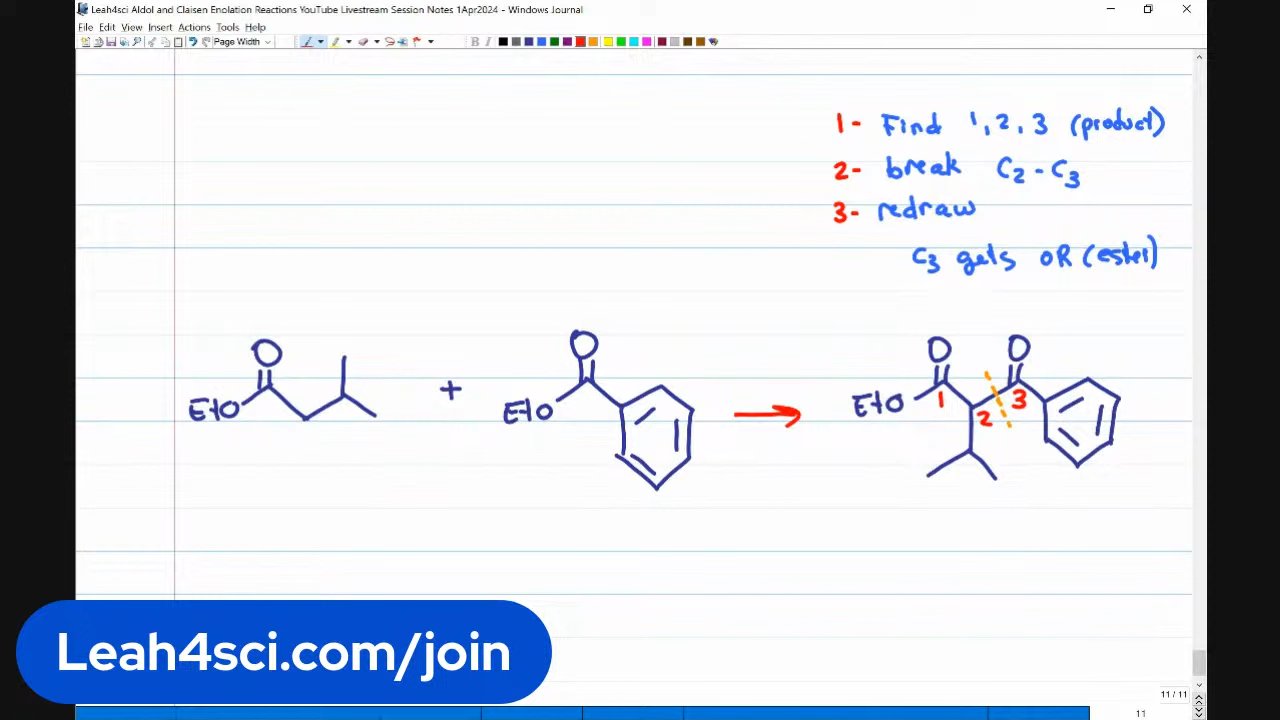 Leah4sci Aldol and Claisen Enolation Reactions YouTube Livestream Session Notes 1Apr2024 - Windows Journal
File Edit View Insert Actions Tools Help
Page Width B I
1- Find 1, 2, 3 (product)
2- break C2 - C3
3- redraw
C3 gets OR (ester)
O O O O
EtO + EtO EtO 1 2 3
Leah4sci.com/join
11 / 11
11